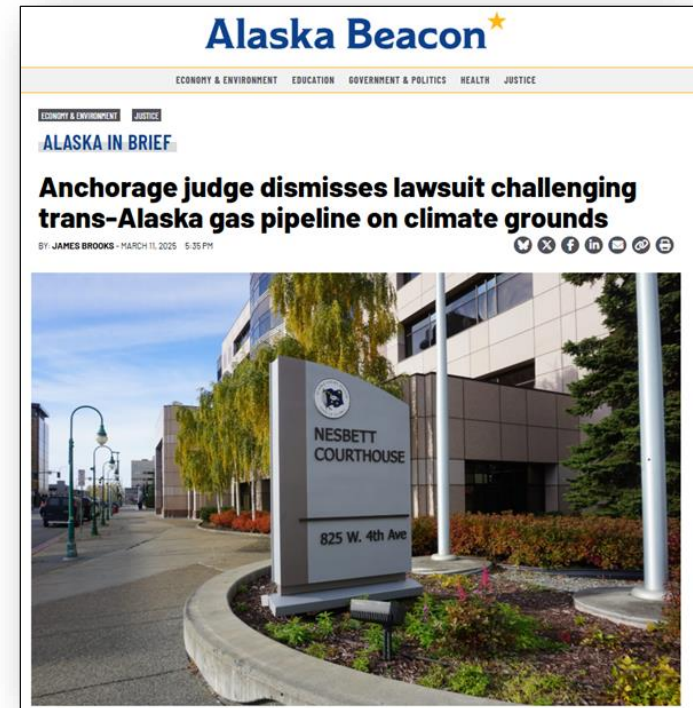 Alaska Beacon
ECONOMY & ENVIRONMENT EDUCATION GOVERNMENT & POLITICS HEALTH JUSTICE
ECONOMY & ENVIRONMENT JUSTICE
ALASKA IN BRIEF
Anchorage judge dismisses lawsuit challenging
trans-Alaska gas pipeline on climate grounds
BY: JAMES BROOKS - MARCH 11, 2025 5:35 PM
NESBETT
COURTHOUSE
825 W. 4th Ave